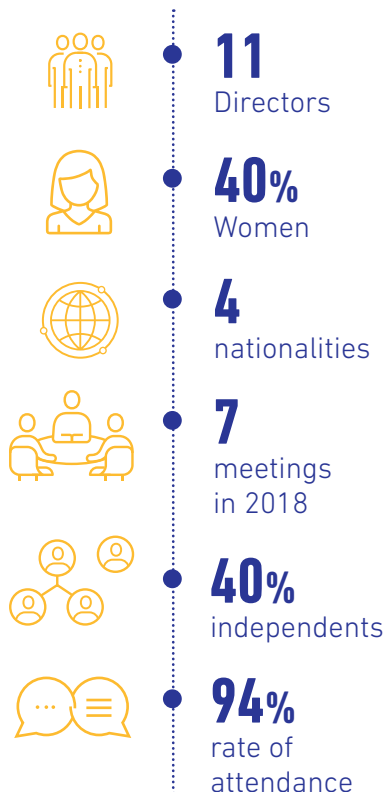 11
Directors
40%
Women
4
nationalities
7
meetings
in 2018
40%
independents
94%
rate of
attendance